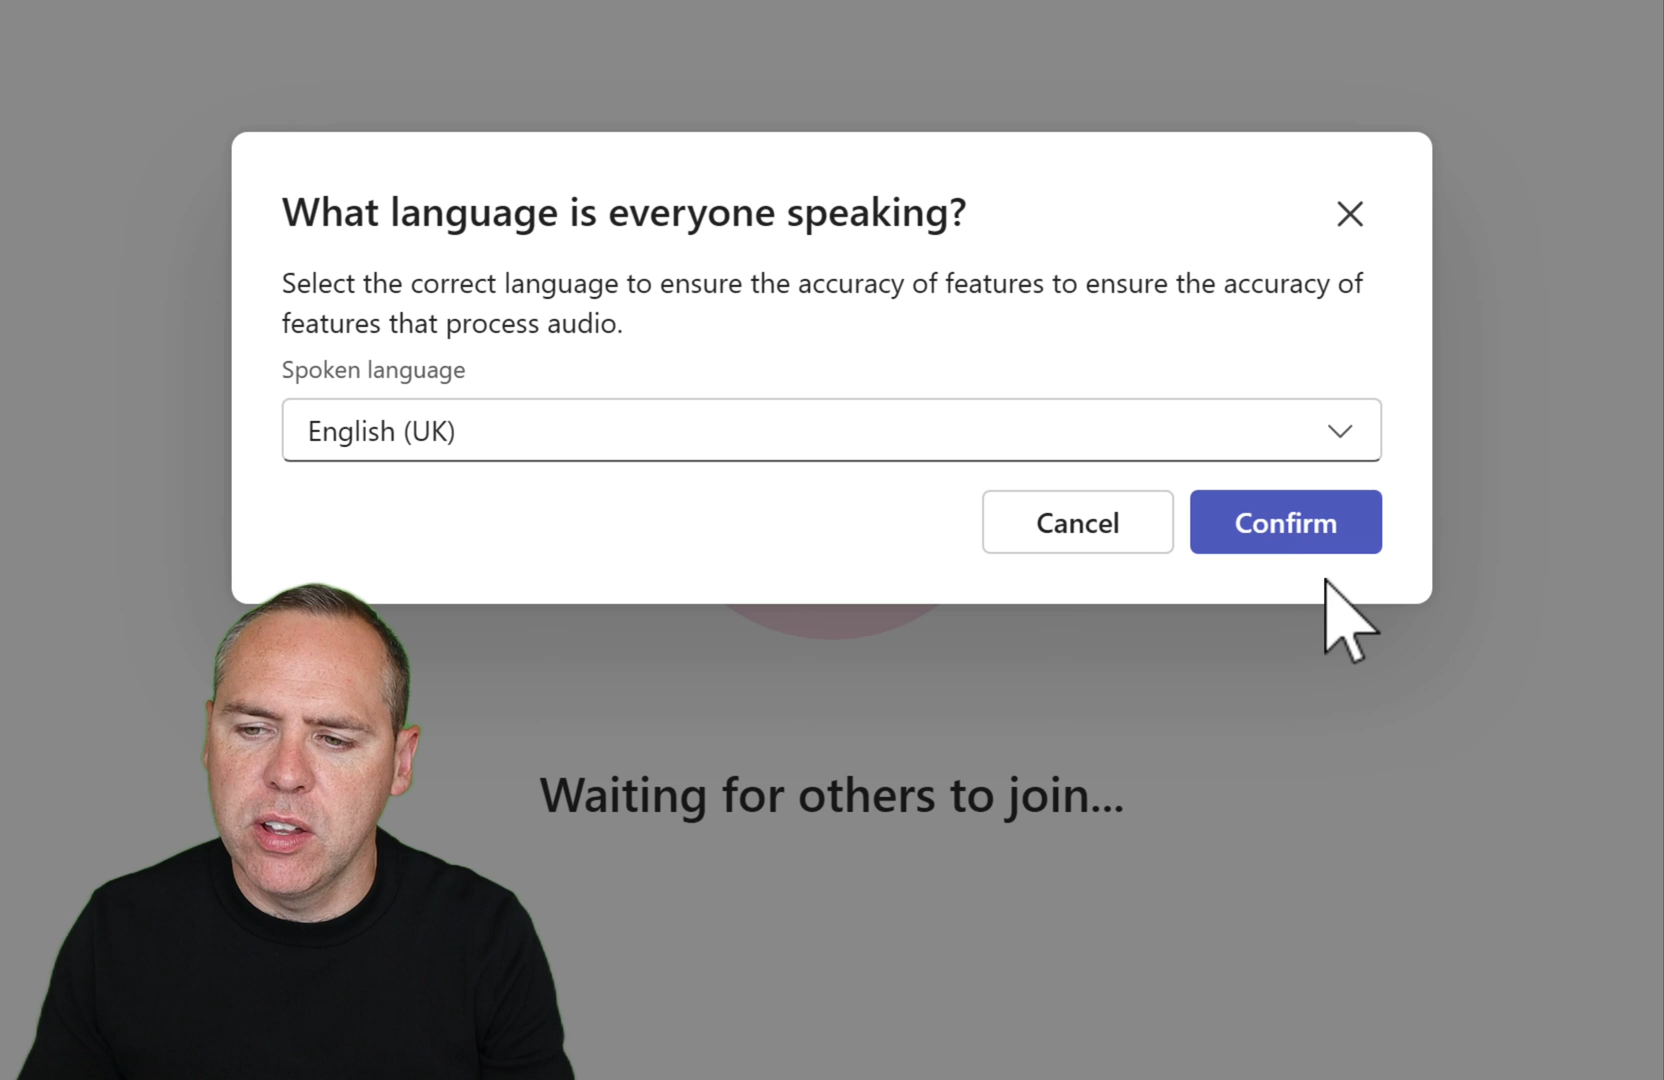 What language is everyone speaking?
Select the correct language to ensure the accuracy of features to ensure the accuracy of
features that process audio.
Spoken language
English (UK)
Cancel
Confirm
Waiting for others to join...